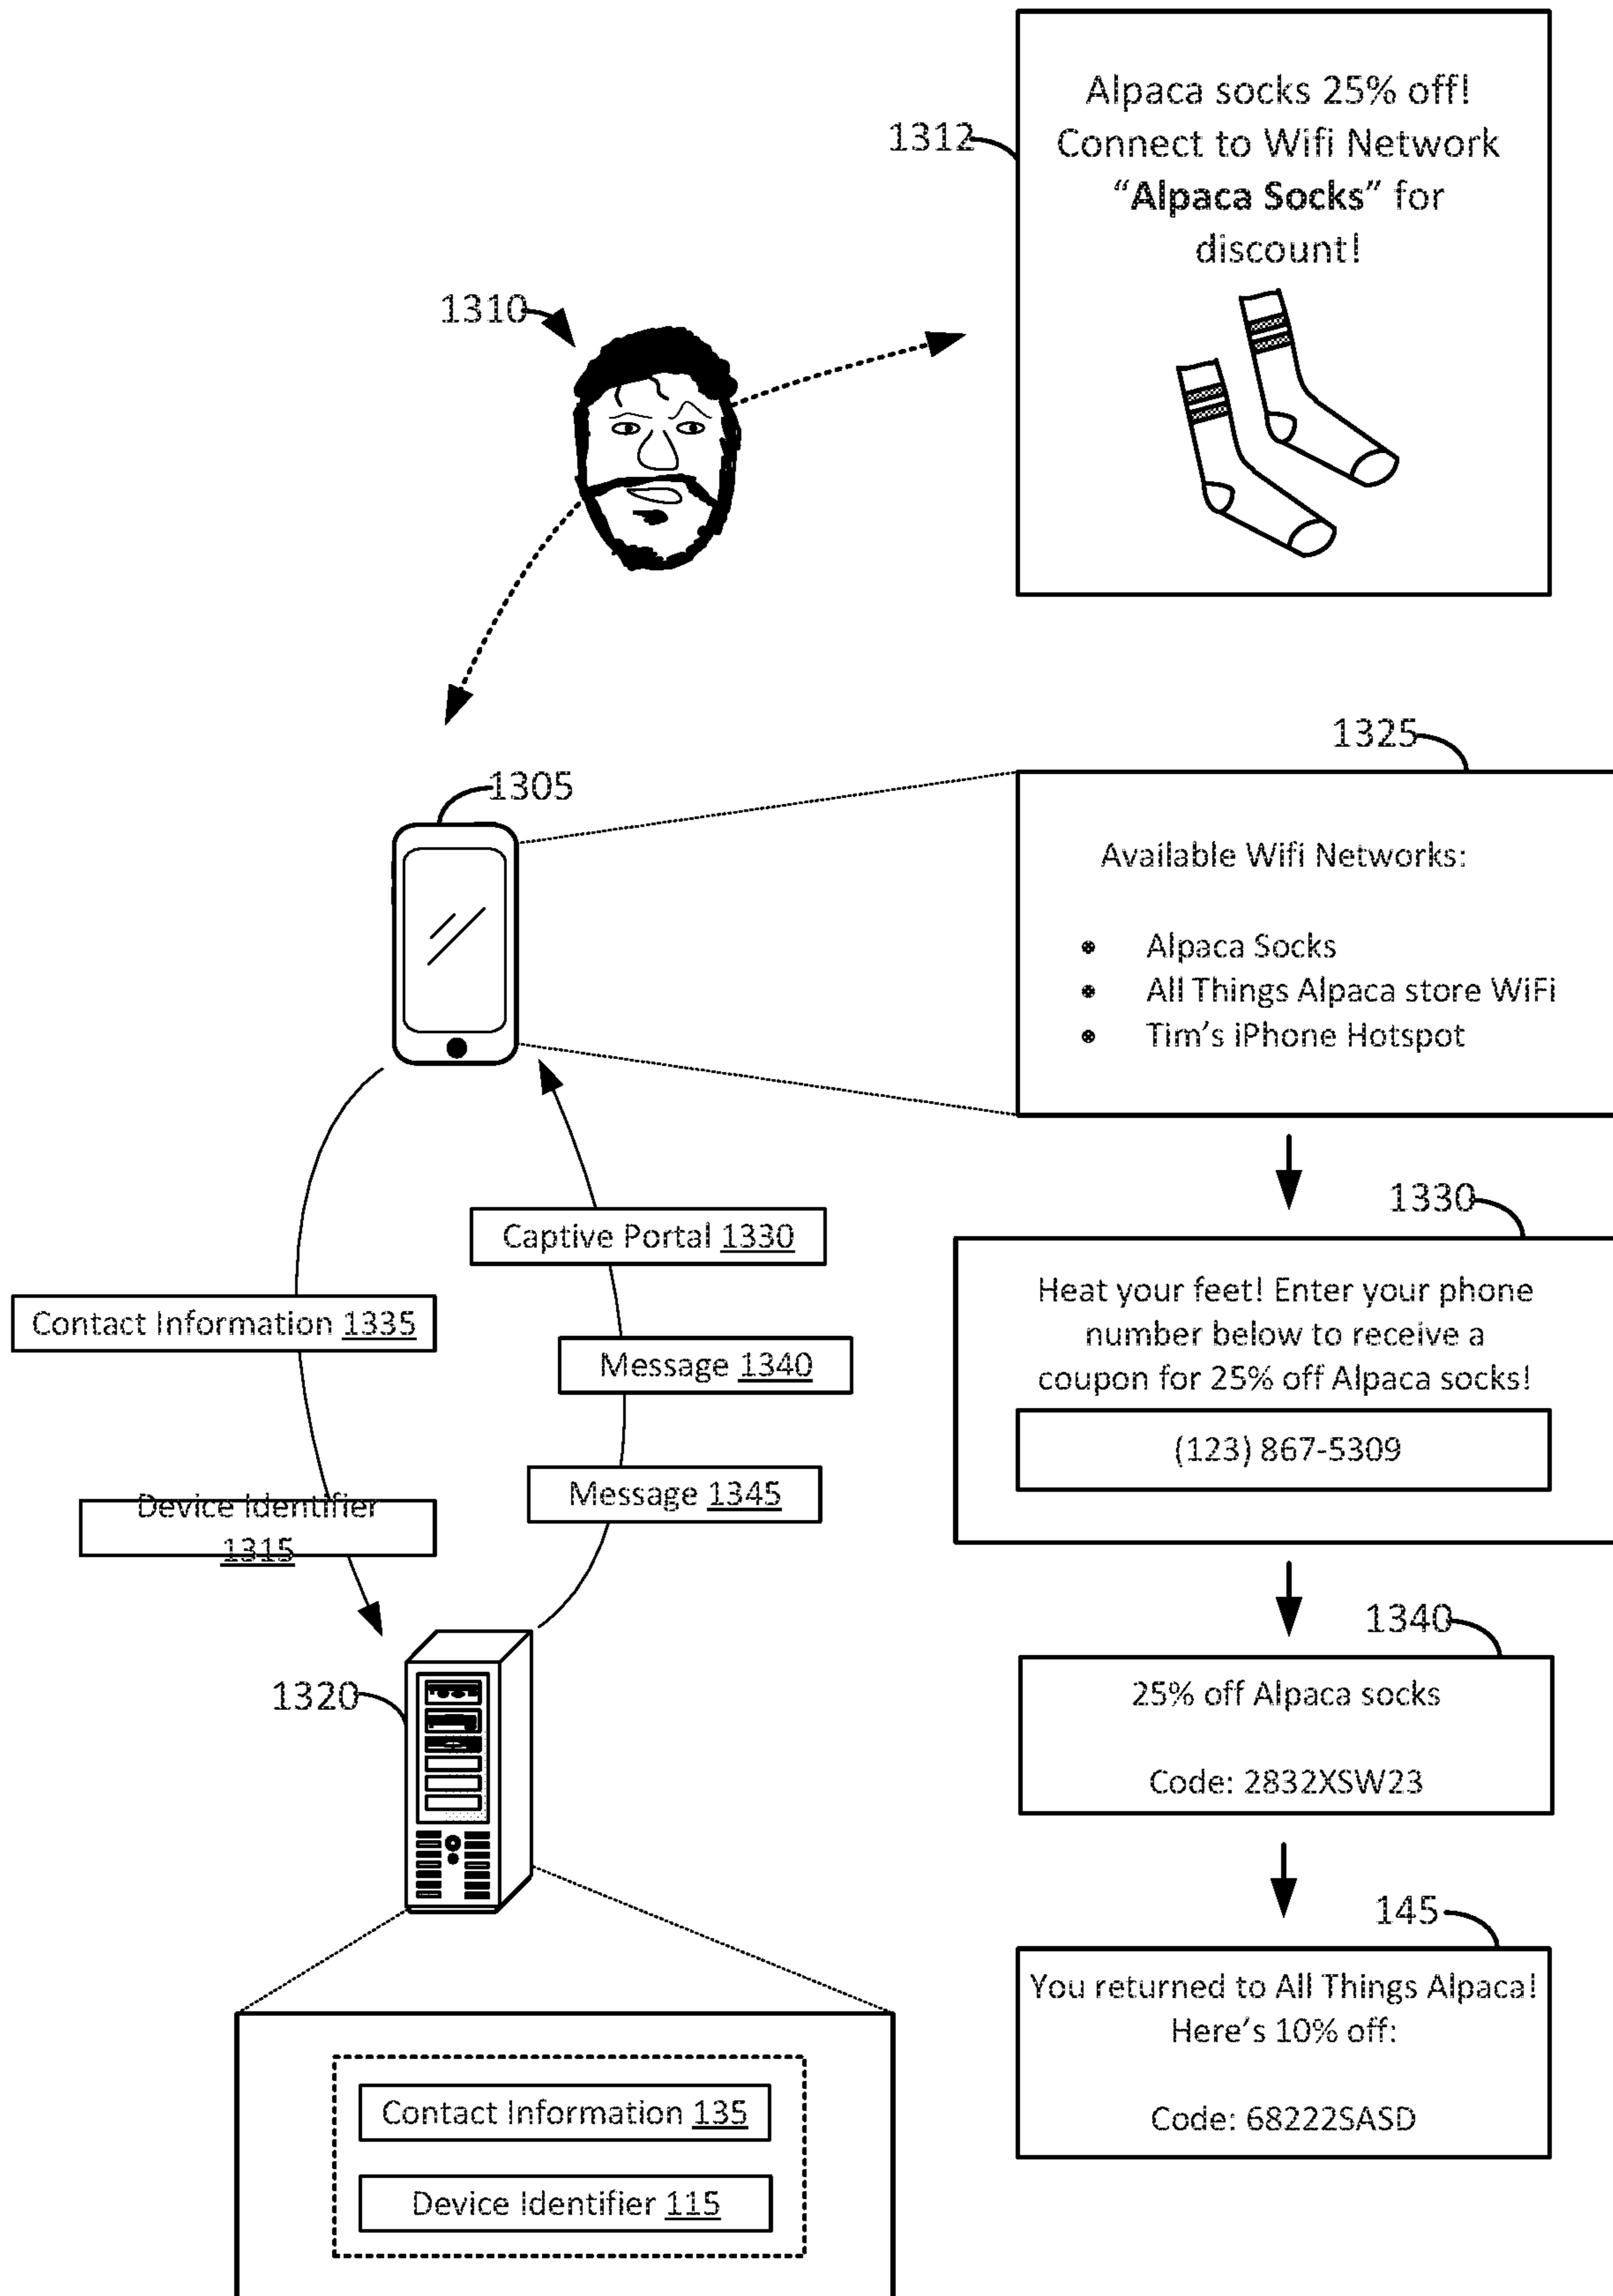 Alpaca socks 25% off!
1312
Connect to Wifi Network
“Alpaca Socks” for
discount!
1310
1325
1305
Available Wifi Networks:
Alpaca Socks
All Things Alpaca store WiFi
Tim's iPhone Hotspot
1330
Captive Portal 1330
Heat your feet! Enter your phone
number below to receive a
coupon for 25% off Alpaca socks!
Contact Information 1335
Message 1340
(123) 867-5309
Message 1345
Device Identifier
1315
1340
1320
25% off Alpaca socks
Code: 2832XSW23
145
You returned to All Things Alpaca!
Here's 10% off:
Code: 68222SASD
Contact Information 135
Device Identifier 115